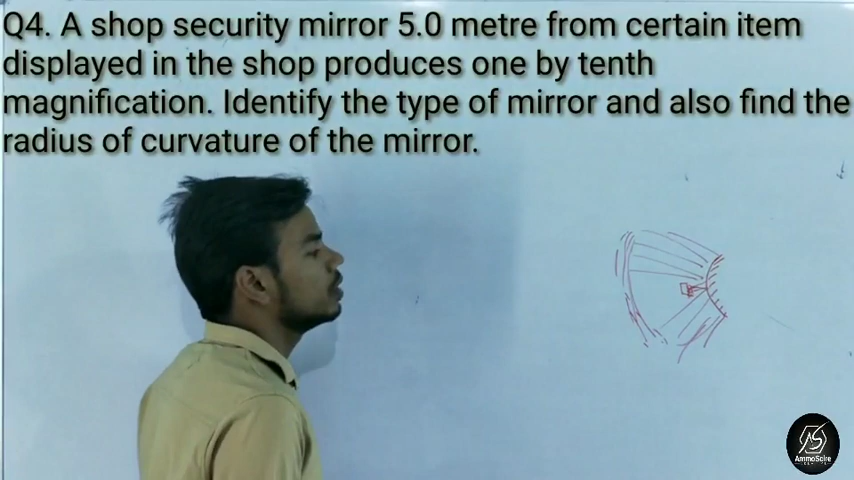 Q4. A shop security mirror 5.0 metre from certain item
displayed in the shop produces one by tenth
magnification. Identify the type of mirror and also find the
radius of curvature of the mirror.
AmmoScire